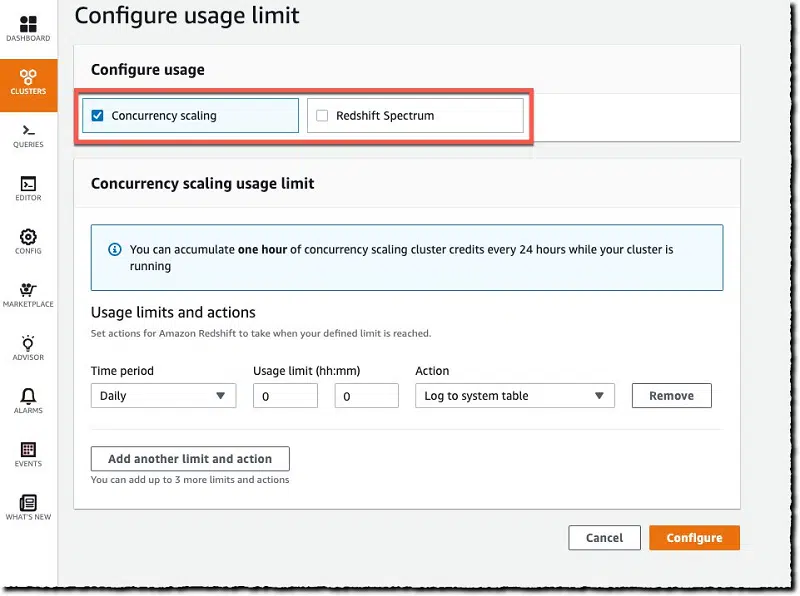 Configure usage limit
DASHBOARD
CLUSTERS
QUERIES
EDITOR
CONFIG
MARKETPLACE
ADVISOR
ALARMS
EVENTS
WHAT'S NEW
Configure usage
Concurrency scaling
Redshift Spectrum
Concurrency scaling usage limit
You can accumulate one hour of concurrency scaling cluster credits every 24 hours while your cluster is
running
Usage limits and actions
Set actions for Amazon Redshift to take when your defined limit is reached.
Time period Usage limit (hh:mm) Action
Daily 0 0 Log to system table Remove
Add another limit and action
You can add up to 3 more limits and actions
Cancel Configure